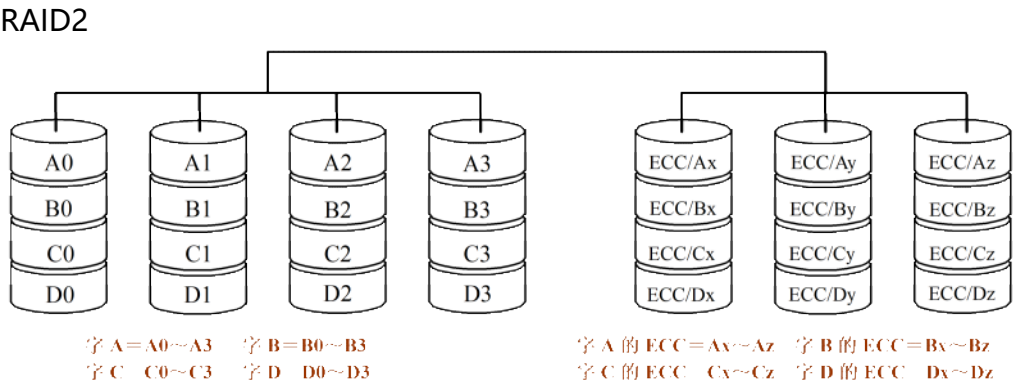 RAID2
A0 A1 A2 A3 ECC/Ax ECC/Ay ECC/Az
B0 B1 B2 B3 ECC/Bx ECC/By ECC/Bz
C0 C1 C2 C3 ECC/Cx ECC/Cy ECC/Cz
D0 D1 D2 D3 ECC/Dx ECC/Dy ECC/Dz
字 A=A0~A3 字 B=B0~B3 字 A 的 ECC=Ax~Az 字 B 的 ECC=Bx~Bz
字 C C0~C3 字 D D0~D3 字 C 的 ECC Cx~Cz 字 D 的 ECC Dx~Dz